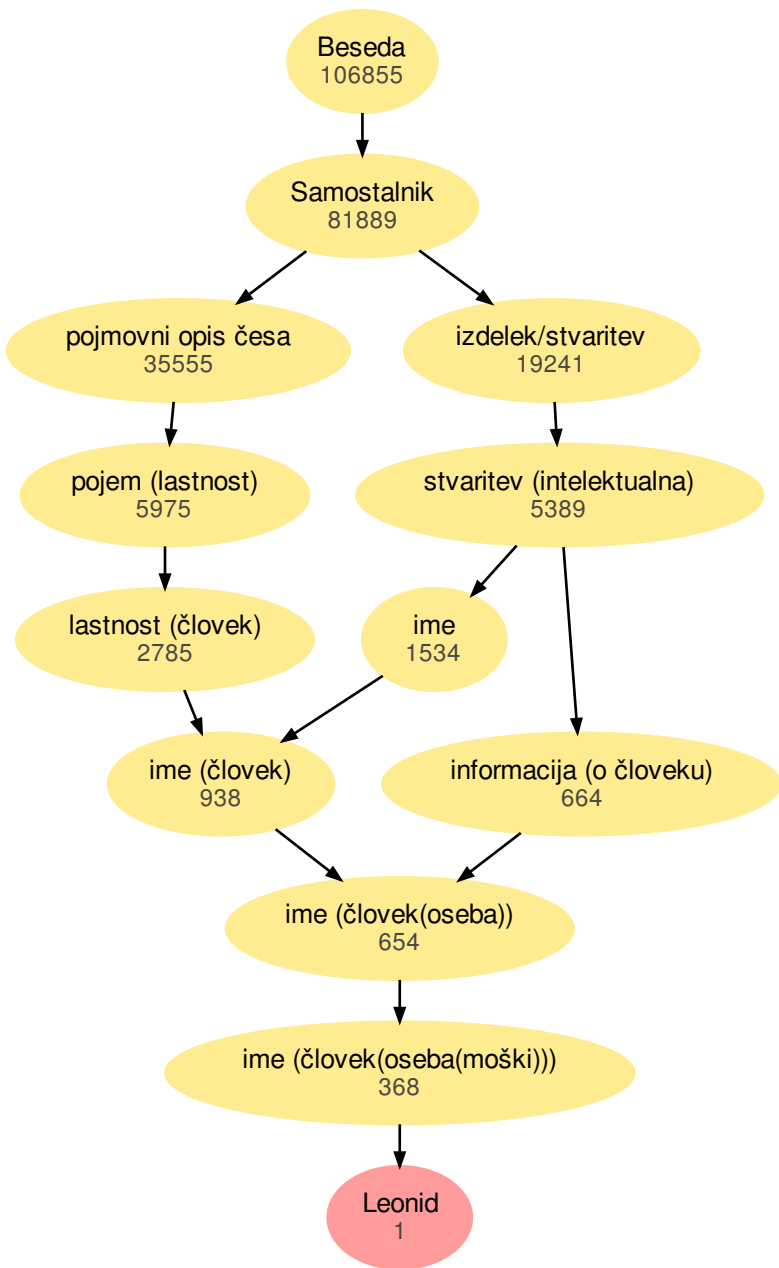 Beseda
106855
Samostalnik
81889
pojmovni opis česa
35555
izdelek/stvaritev
19241
pojem (lastnost)
5975
stvaritev (intelektualna)
5389
lastnost (človek)
2785
ime
1534
ime (človek)
938
informacija (o človeku)
664
ime (človek(oseba))
654
ime (človek(oseba(moški)))
368
Leonid
1